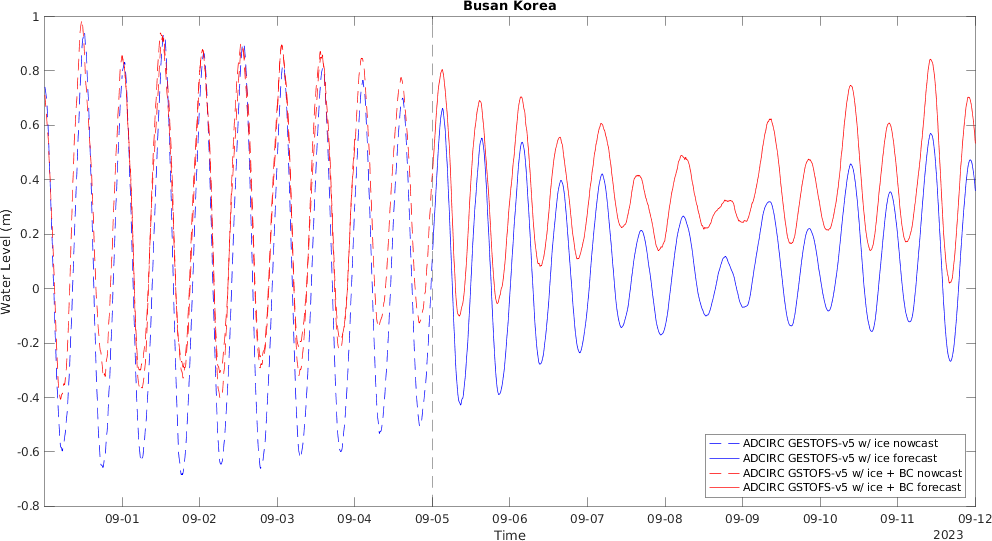 Busan Korea
Water Level (m)
1
0.8
0.6
0.4
0.2
0
-0.2
-0.4
-0.6
-0.8
09-01 09-02 09-03 09-04 09-05 09-06 09-07 09-08 09-09 09-10 09-11 09-12
Time
2023
ADCIRC GESTOFS-v5 w/ ice nowcast
ADCIRC GESTOFS-v5 w/ ice forecast
ADCIRC GSTOFS-v5 w/ ice + BC nowcast
ADCIRC GSTOFS-v5 w/ ice + BC forecast